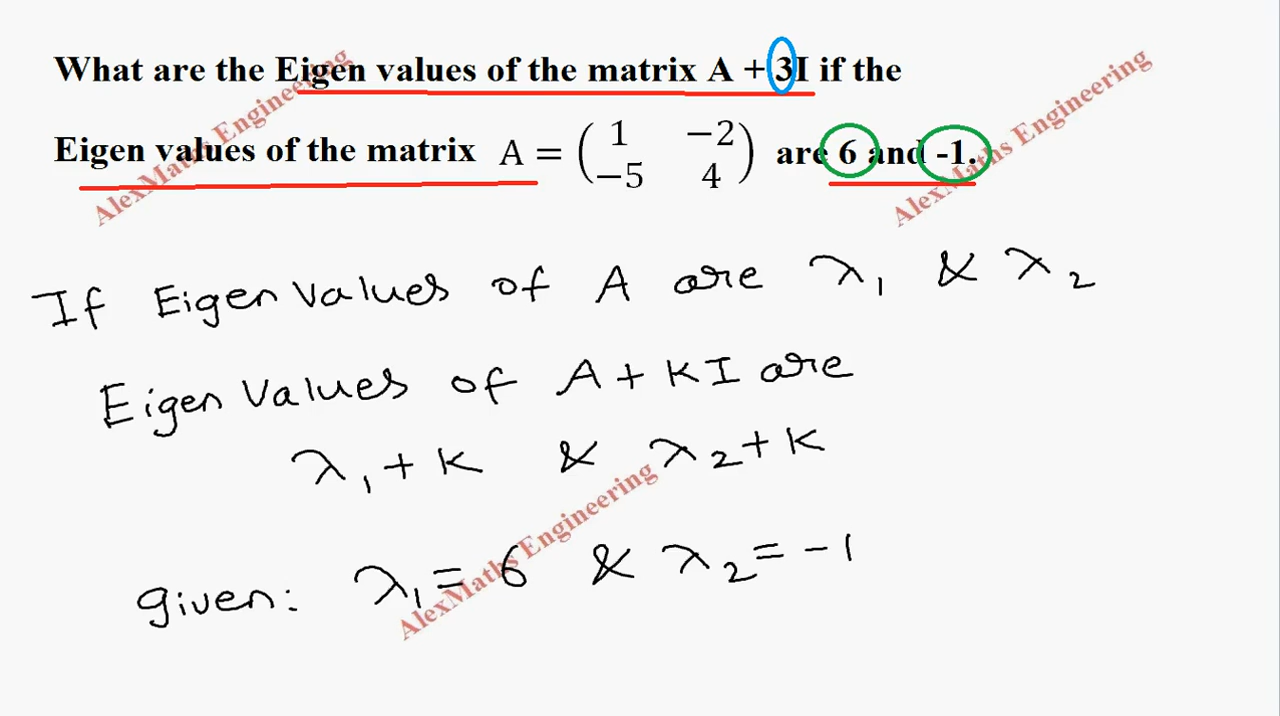 What are the Eigen values of the matrix A + 3I if the
Eigen values of the matrix A = ( 1 −2 −5 4 ) are 6 and -1.
AlexMaths Engineering
AlexMaths Engineering
If Eigen Values of A are λ₁ & λ₂
Eigen Values of A + KI are
λ₁ + K & λ₂ + K
AlexMaths Engineering
given: λ₁ = 6 & λ₂ = -1